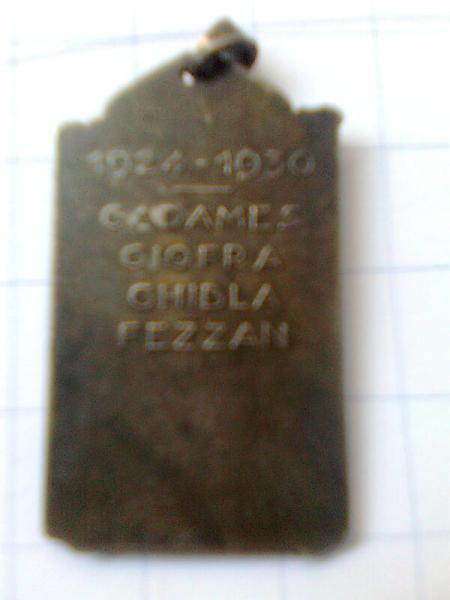 1924-1930
GADAMES
GIOFRA
GHIBLA
FEZZAN